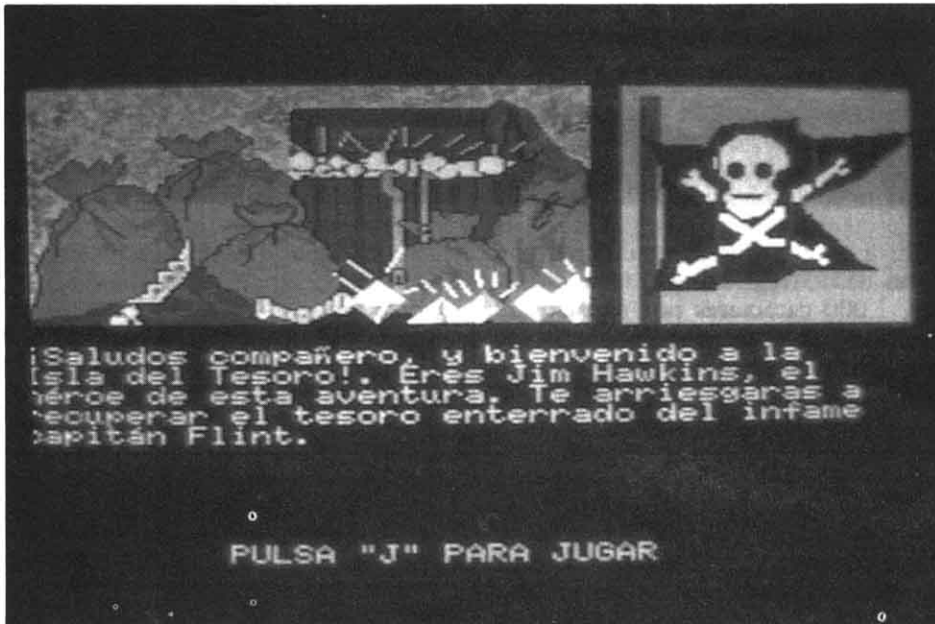 ¡Saludos compañero, y bienvenido a la
Isla del Tesoro!. Eres Jim Hawkins, el
héroe de esta aventura. Te arriesgaras a
recuperar el tesoro enterrado del infame
capitán Flint.
PULSA "J" PARA JUGAR